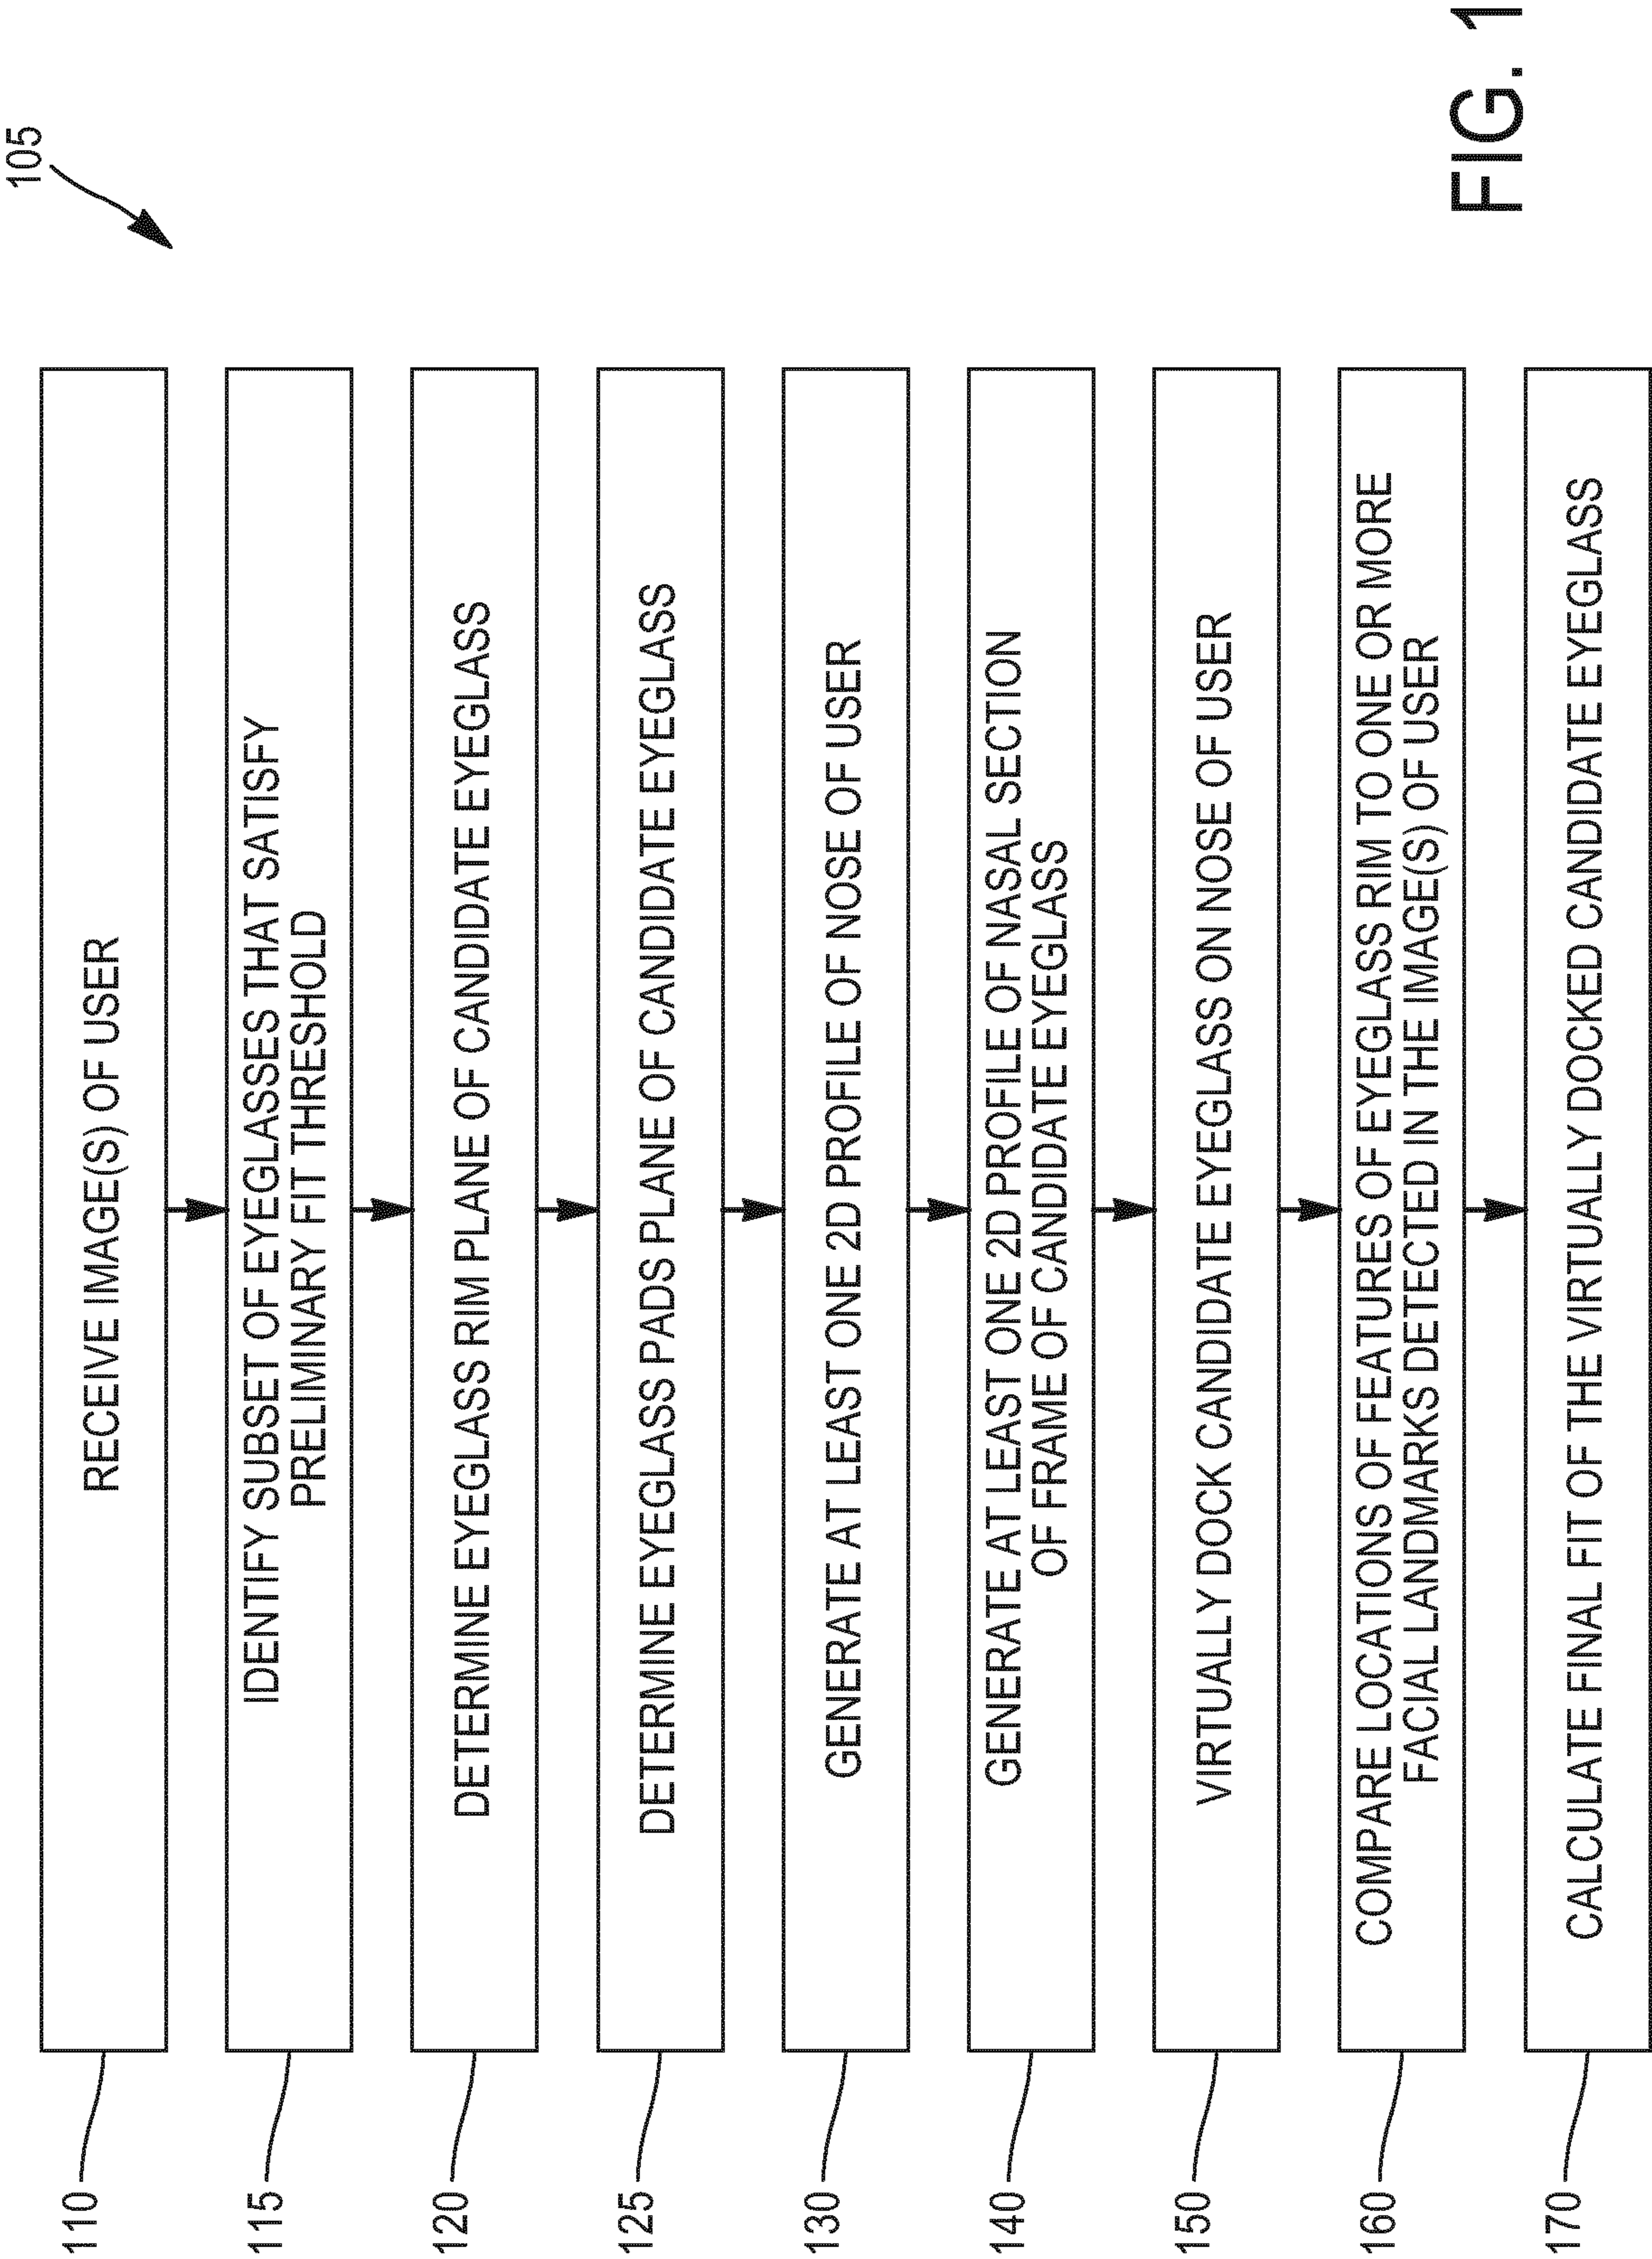 105
110
RECEIVE IMAGE(S) OF USER
115
IDENTIFY SUBSET OF EYEGLASSES THAT SATISFY
PRELIMINARY FIT THRESHOLD
120
DETERMINE EYEGLASS RIM PLANE OF CANDIDATE EYEGLASS
125
DETERMINE EYEGLASS PADS PLANE OF CANDIDATE EYEGLASS
130
GENERATE AT LEAST ONE 2D PROFILE OF NOSE OF USER
140
GENERATE AT LEAST ONE 2D PROFILE OF NASAL SECTION
OF FRAME OF CANDIDATE EYEGLASS
150
VIRTUALLY DOCK CANDIDATE EYEGLASS ON NOSE OF USER
160
COMPARE LOCATIONS OF FEATURES OF EYEGLASS RIM TO ONE OR MORE
FACIAL LANDMARKS DETECTED IN THE IMAGE(S) OF USER
170
CALCULATE FINAL FIT OF THE VIRTUALLY DOCKED CANDIDATE EYEGLASS
FIG. 1